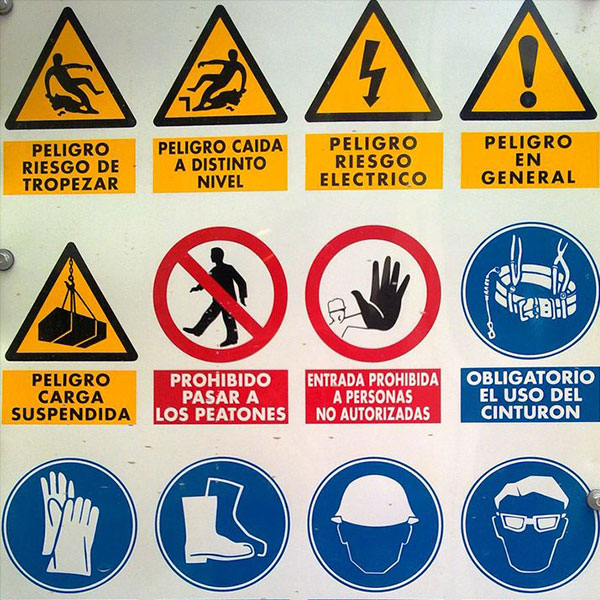 PELIGRO
RIESGO DE
TROPEZAR
PELIGRO CAIDA
A DISTINTO
NIVEL
PELIGRO
RIESGO
ELECTRICO
PELIGRO
EN
GENERAL
PELIGRO
CARGA
SUSPENDIDA
PROHIBIDO
PASAR A
LOS PEATONES
ENTRADA PROHIBIDA
A PERSONAS
NO AUTORIZADAS
OBLIGATORIO
EL USO DEL
CINTURON